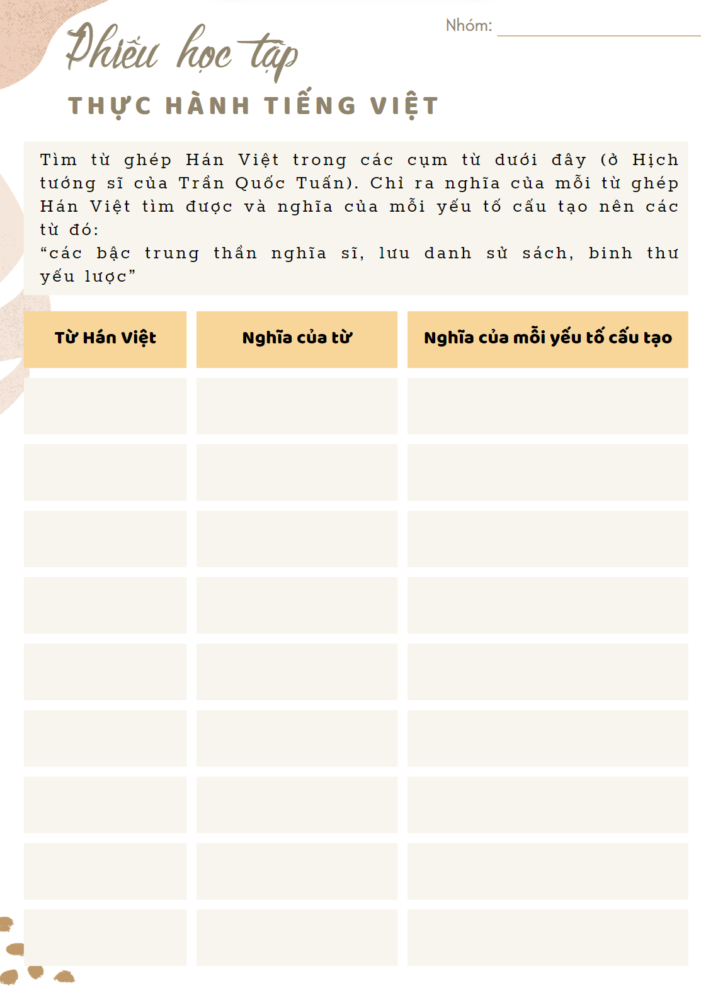 Nhóm:
Phiếu học tập
THỰC HÀNH TIẾNG VIỆT
Tìm từ ghép Hán Việt trong các cụm từ dưới đây (ở Hịch
tướng sĩ của Trần Quốc Tuấn). Chỉ ra nghĩa của mỗi từ ghép
Hán Việt tìm được và nghĩa của mỗi yếu tố cấu tạo nên các
từ đó:
“các bậc trung thần nghĩa sĩ, lưu danh sử sách, binh thư
yếu lược”
Từ Hán Việt
Nghĩa của từ
Nghĩa của mỗi yếu tố cấu tạo